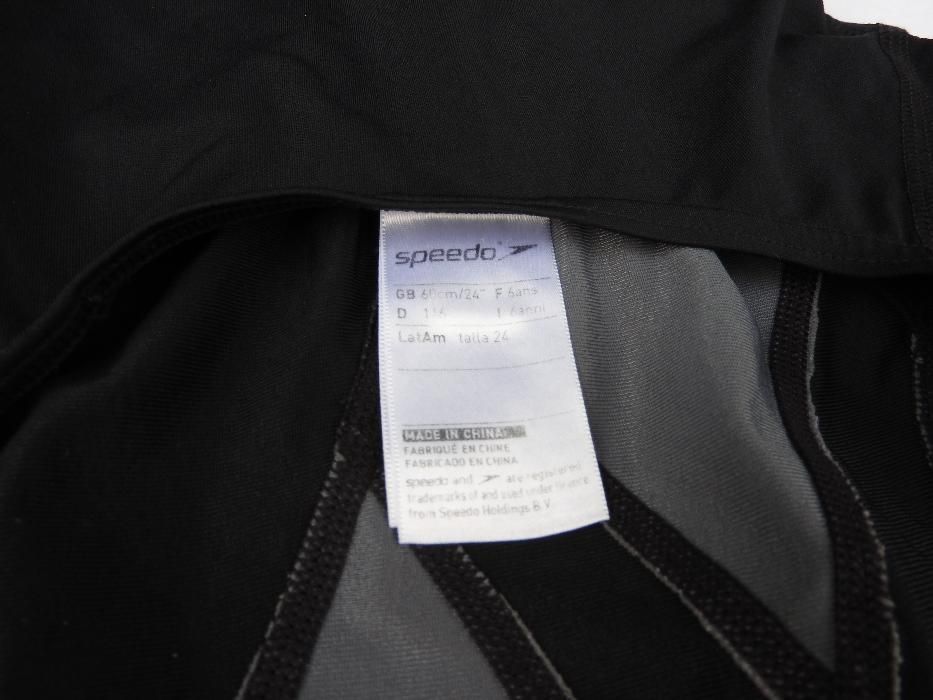 speedo
GB 60cm/24" F 6ans
D 116 I 6anni
LatAm talla 24
MADE IN CHINA
FABRIQUÉ EN CHINE
FABRICADO EN CHINA
speedo and are registered
trademarks of and used under licence
from Speedo Holdings B.V.